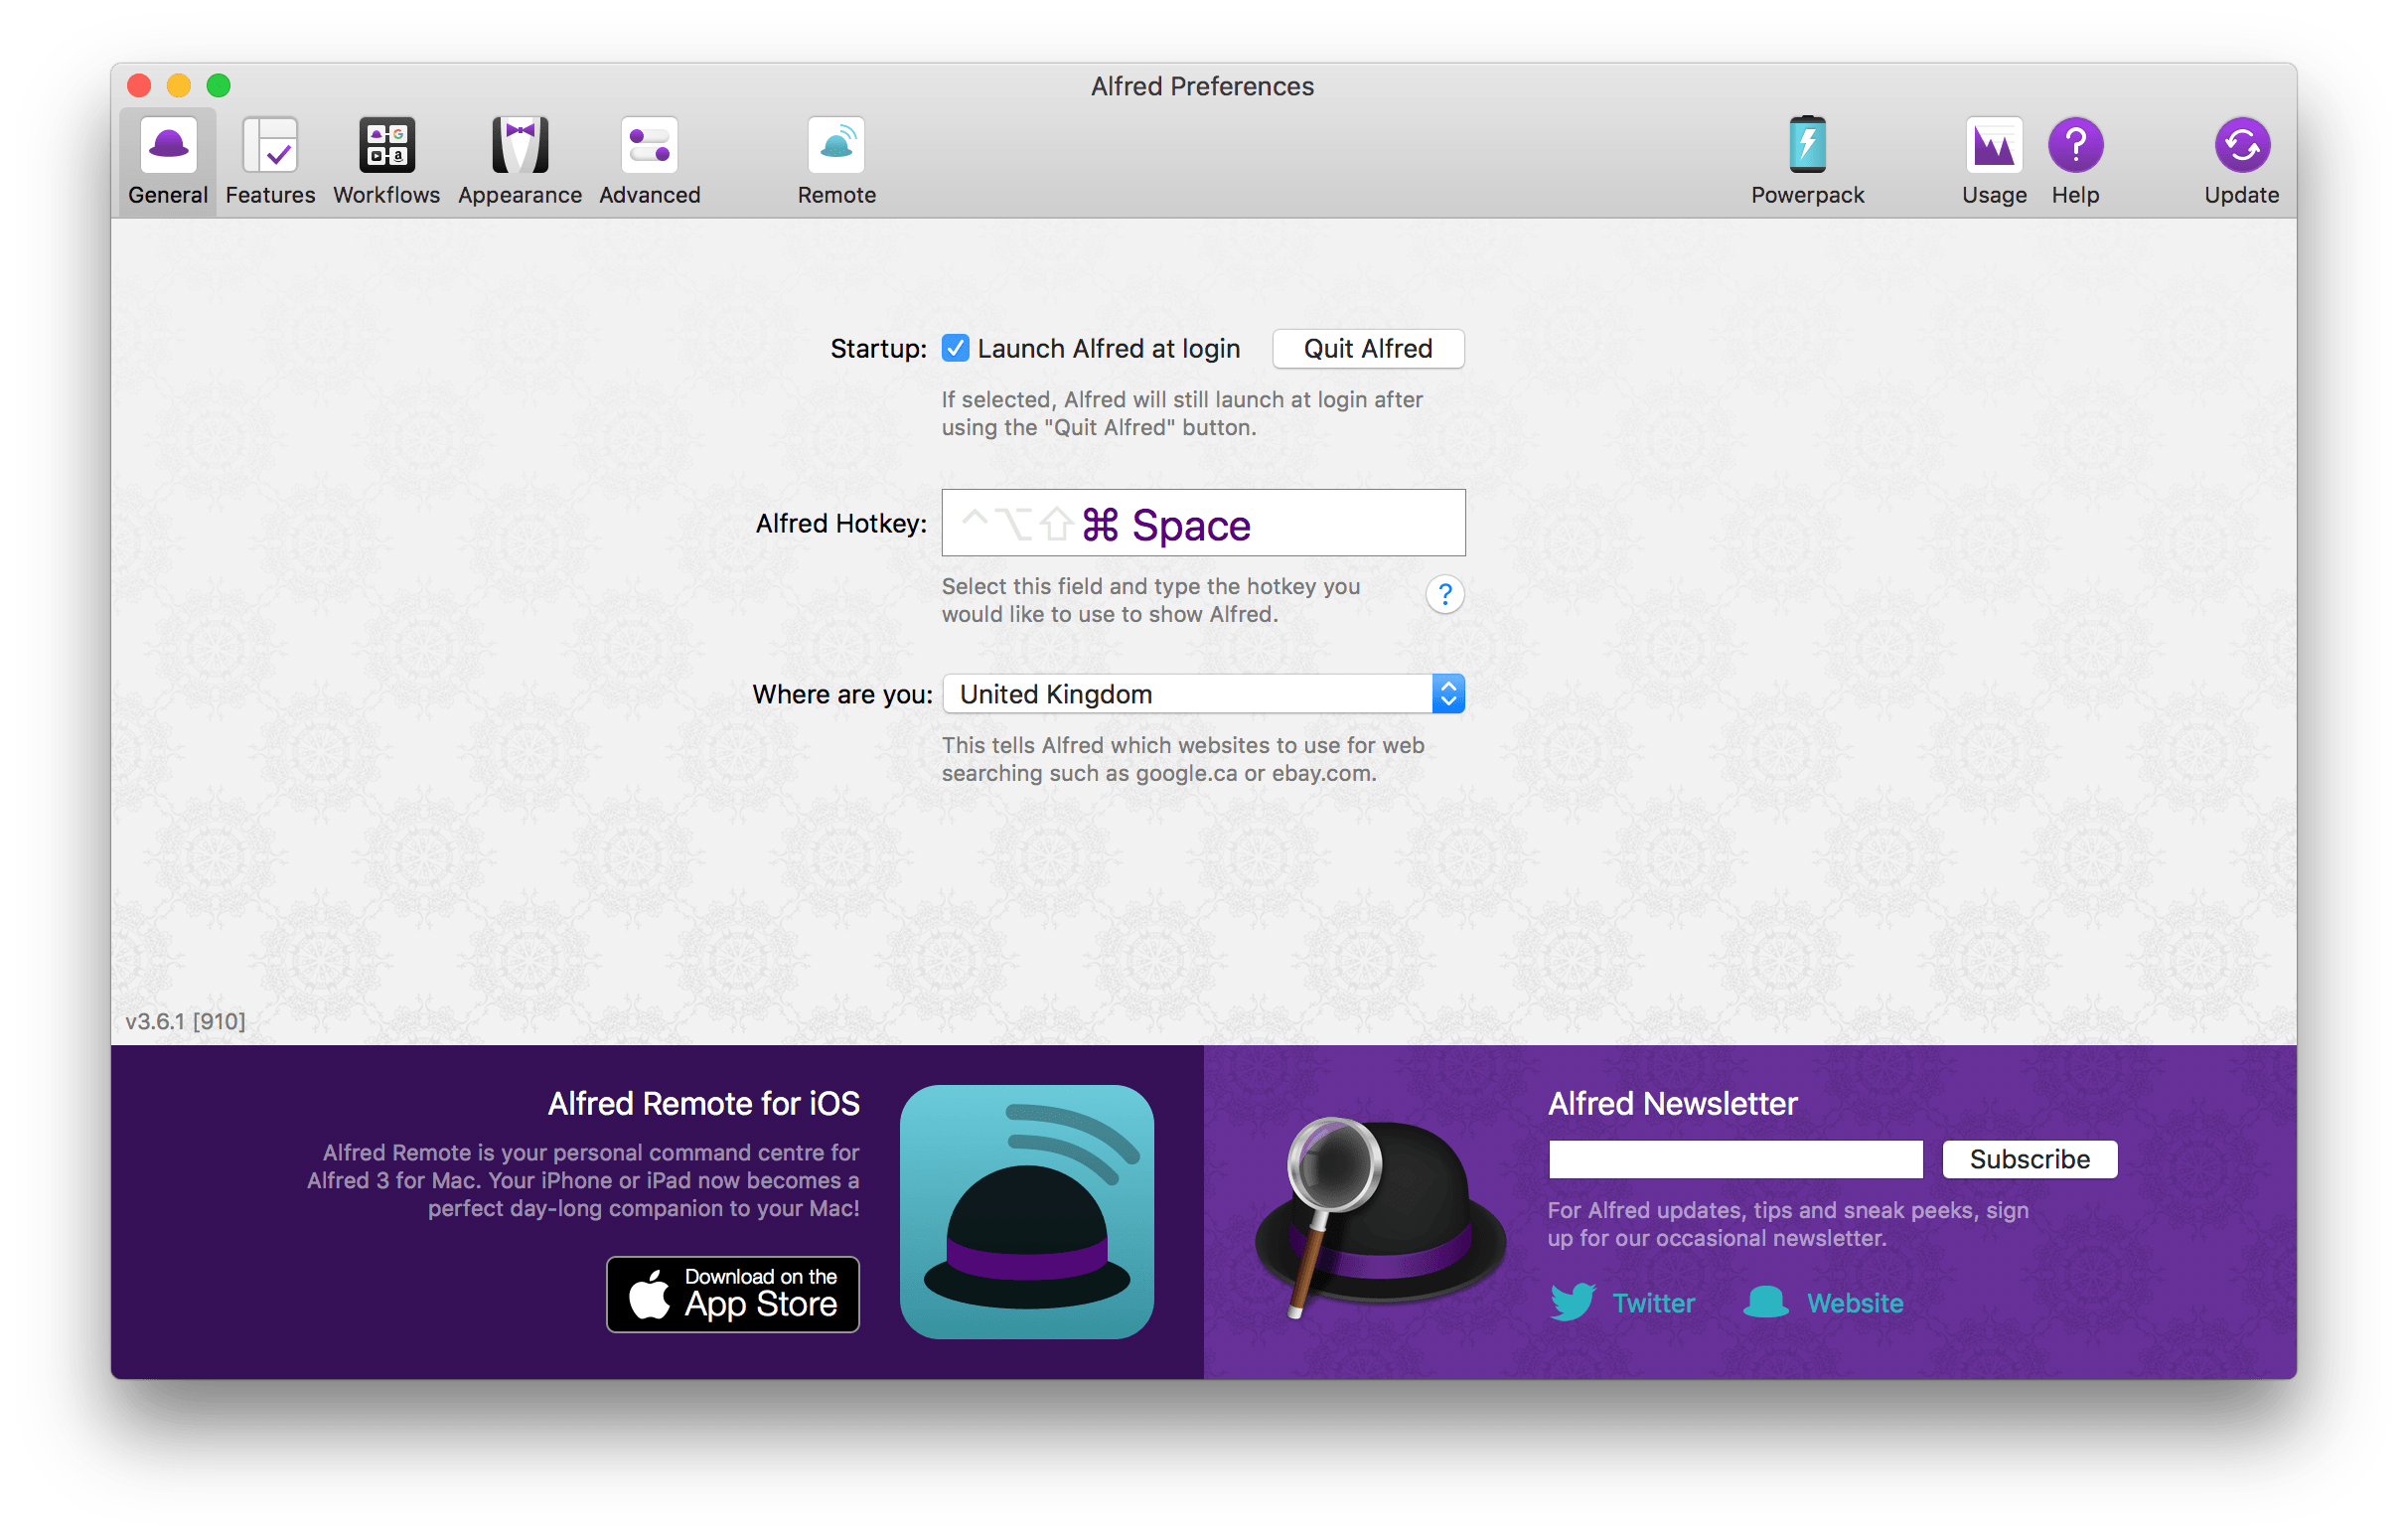 Alfred Preferences
General Features Workflows Appearance Advanced Remote Powerpack Usage Help Update
Startup: Launch Alfred at login Quit Alfred
If selected, Alfred will still launch at login after
using the "Quit Alfred" button.
Alfred Hotkey: ^⌥⇧⌘ Space
Select this field and type the hotkey you
would like to use to show Alfred.
?
Where are you: United Kingdom
This tells Alfred which websites to use for web
searching such as google.ca or ebay.com.
v3.6.1 [910]
Alfred Remote for iOS
Alfred Remote is your personal command centre for
Alfred 3 for Mac. Your iPhone or iPad now becomes a
perfect day-long companion to your Mac!
Download on the
App Store
Alfred Newsletter
Subscribe
For Alfred updates, tips and sneak peeks, sign
up for our occasional newsletter.
Twitter Website